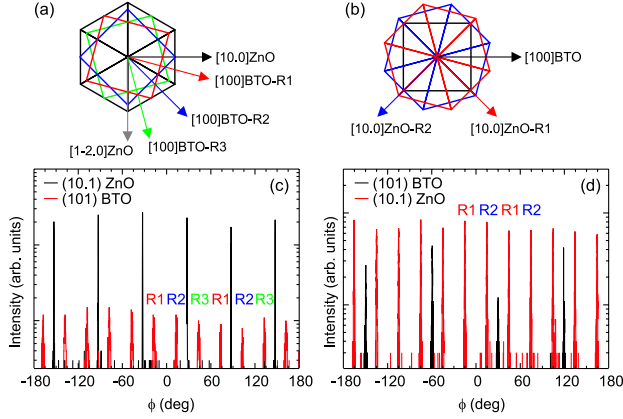 (a)
[10.0]ZnO
[100]BTO-R1
[100]BTO-R2
[1-2.0]ZnO
[100]BTO-R3
(b)
[100]BTO
[10.0]ZnO-R2
[10.0]ZnO-R1
(c)
(10.1) ZnO
(101) BTO
R1 R2 R3 R1 R2 R3
Intensity (arb. units)
-180 -120 -60 0 60 120 180
ϕ (deg)
(d)
(101) BTO
(10.1) ZnO
R1 R2 R1 R2
Intensity (arb. units)
-180 -120 -60 0 60 120 180
ϕ (deg)